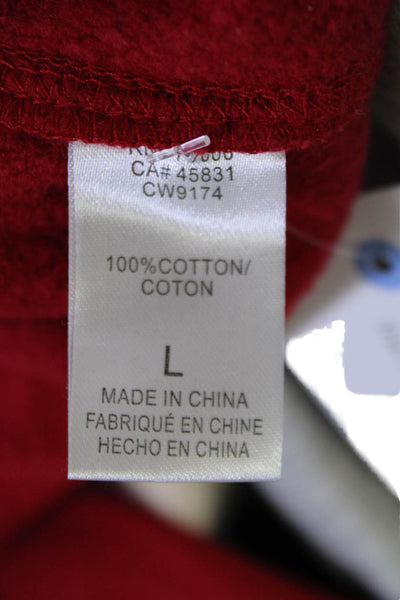 CA# 45831
CW9174
100%COTTON/
COTON
L
MADE IN CHINA
FABRIQUÉ EN CHINE
HECHO EN CHINA